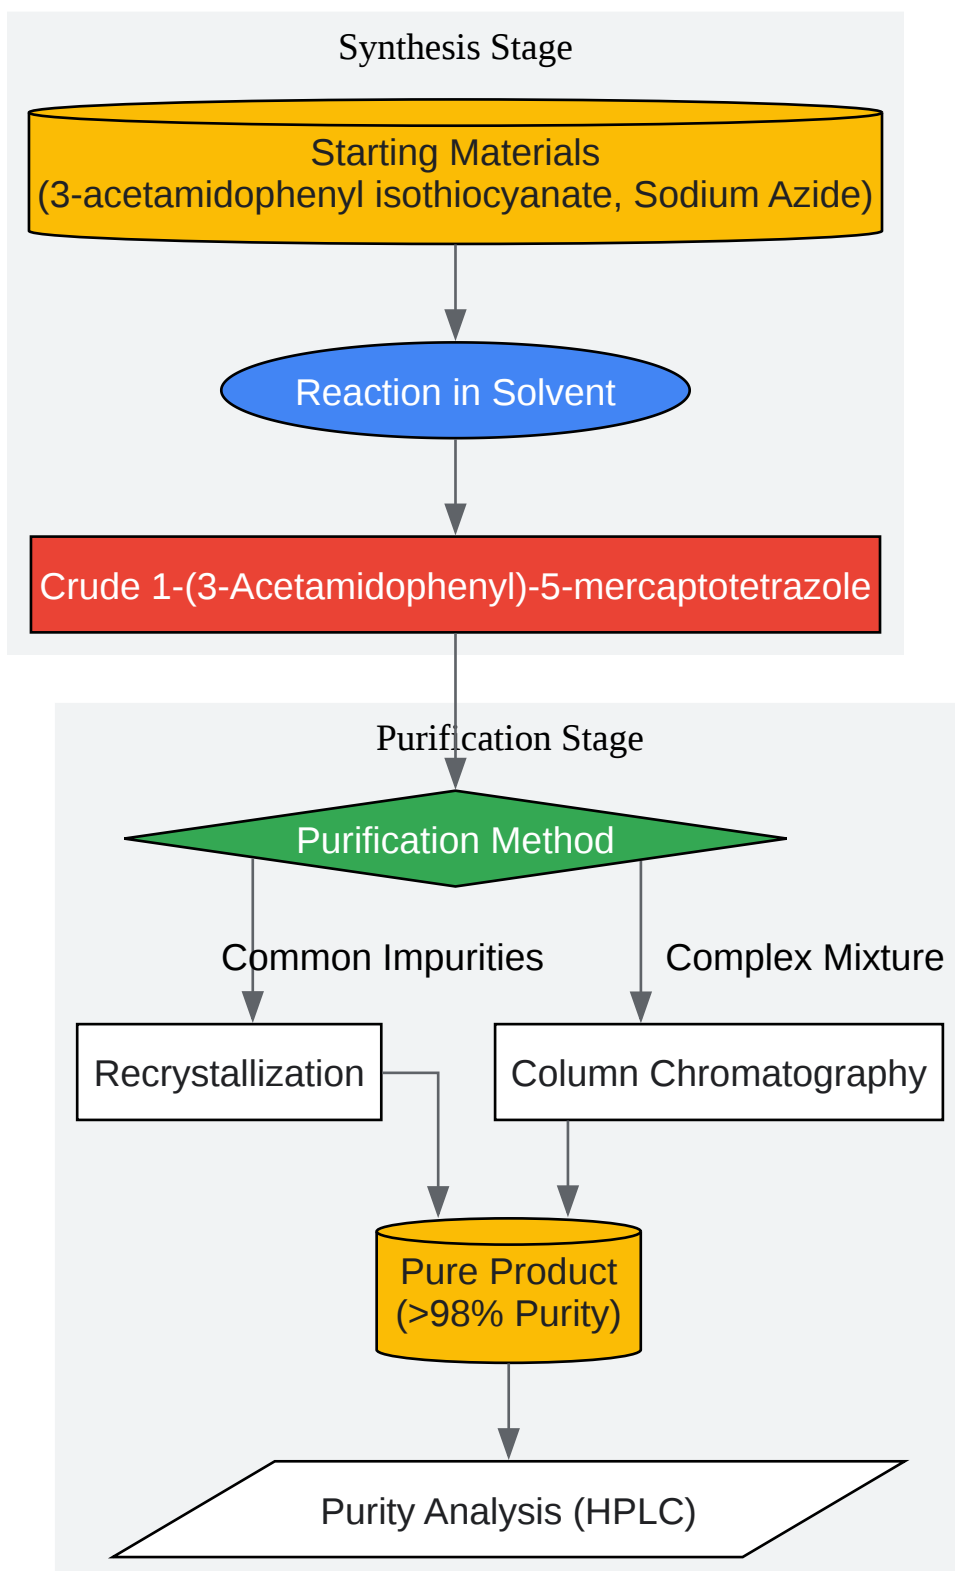 Synthesis Stage
Starting Materials
(3-acetamidophenyl isothiocyanate, Sodium Azide)
Reaction in Solvent
Crude 1-(3-Acetamidophenyl)-5-mercaptotetrazole
Purification Stage
Purification Method
Common Impurities
Complex Mixture
Recrystallization
Column Chromatography
Pure Product
(>98% Purity)
Purity Analysis (HPLC)